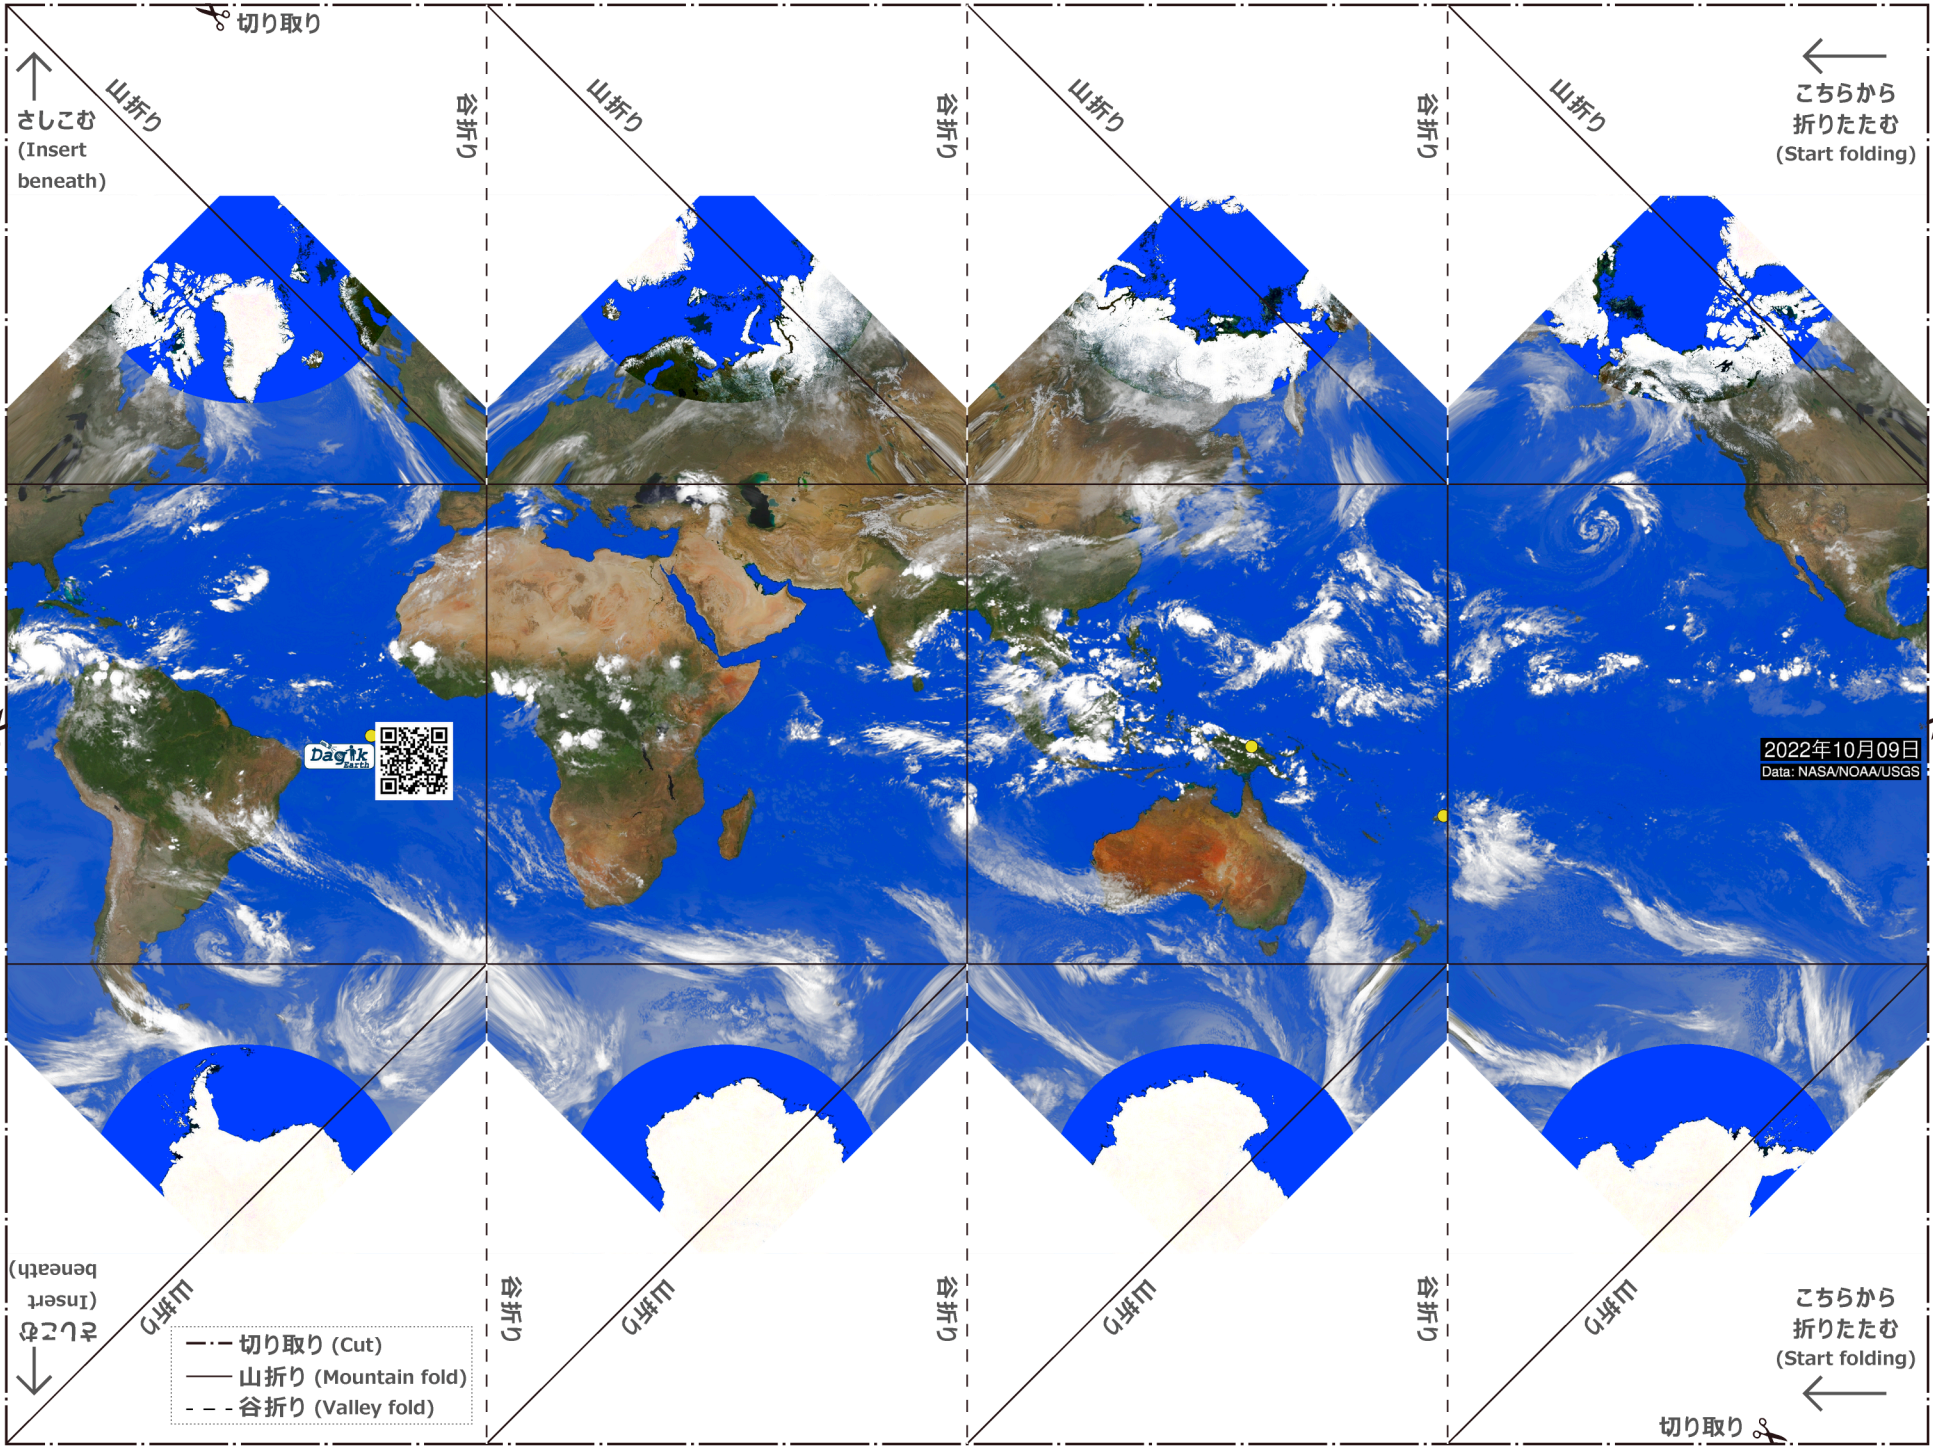 切り取り
さしこむ
(Insert
beneath)
山折り
谷折り
山折り
谷折り
山折り
谷折り
山折り
こちらから
折りたたむ
(Start folding)
Dagik
Earth
2022年10月09日
Data: NASA/NOAA/USGS
さしこむ
(Insert
beneath)
山折り
谷折り
山折り
谷折り
山折り
谷折り
山折り
こちらから
折りたたむ
(Start folding)
切り取り (Cut)
山折り (Mountain fold)
谷折り (Valley fold)
切り取り